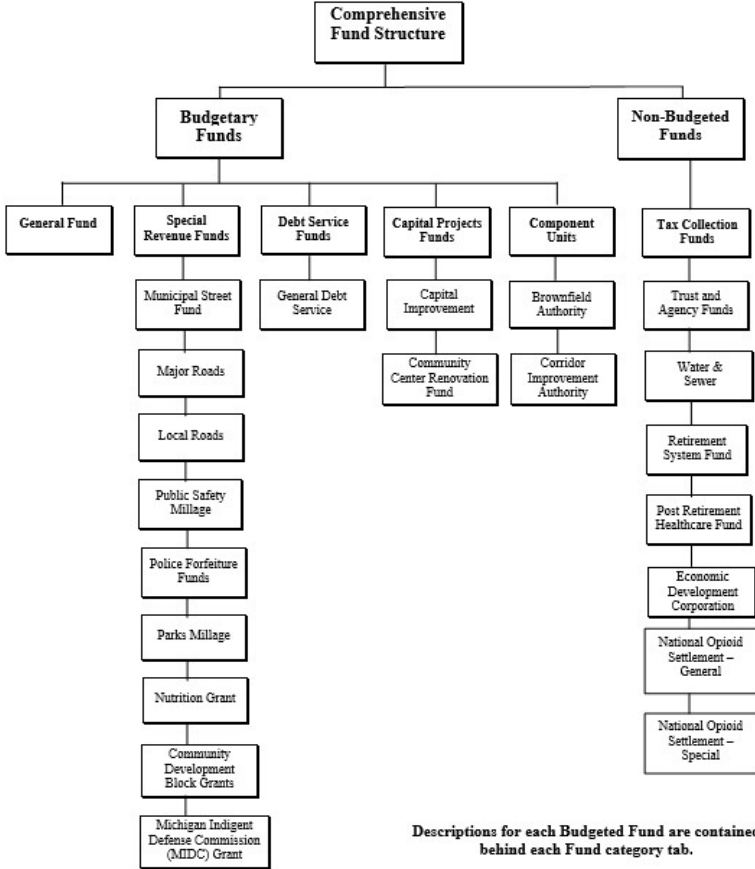 Comprehensive
Fund Structure
Budgetary
Funds
Non-Budgeted
Funds
General Fund
Special
Revenue Funds
Debt Service
Funds
Capital Projects
Funds
Component
Units
Tax Collection
Funds
Municipal Street
Fund
General Debt
Service
Capital
Improvement
Brownfield
Authority
Trust and
Agency Funds
Major Roads
Community
Center Renovation
Fund
Corridor
Improvement
Authority
Water &
Sewer
Local Roads
Retirement
System Fund
Public Safety
Millage
Post Retirement
Healthcare Fund
Police Forfeiture
Funds
Economic
Development
Corporation
Parks Millage
National Opioid
Settlement –
General
Nutrition Grant
National Opioid
Settlement –
Special
Community
Development
Block Grants
Michigan Indigent
Defense Commission
(MIDC) Grant
Descriptions for each Budgeted Fund are contained
behind each Fund category tab.